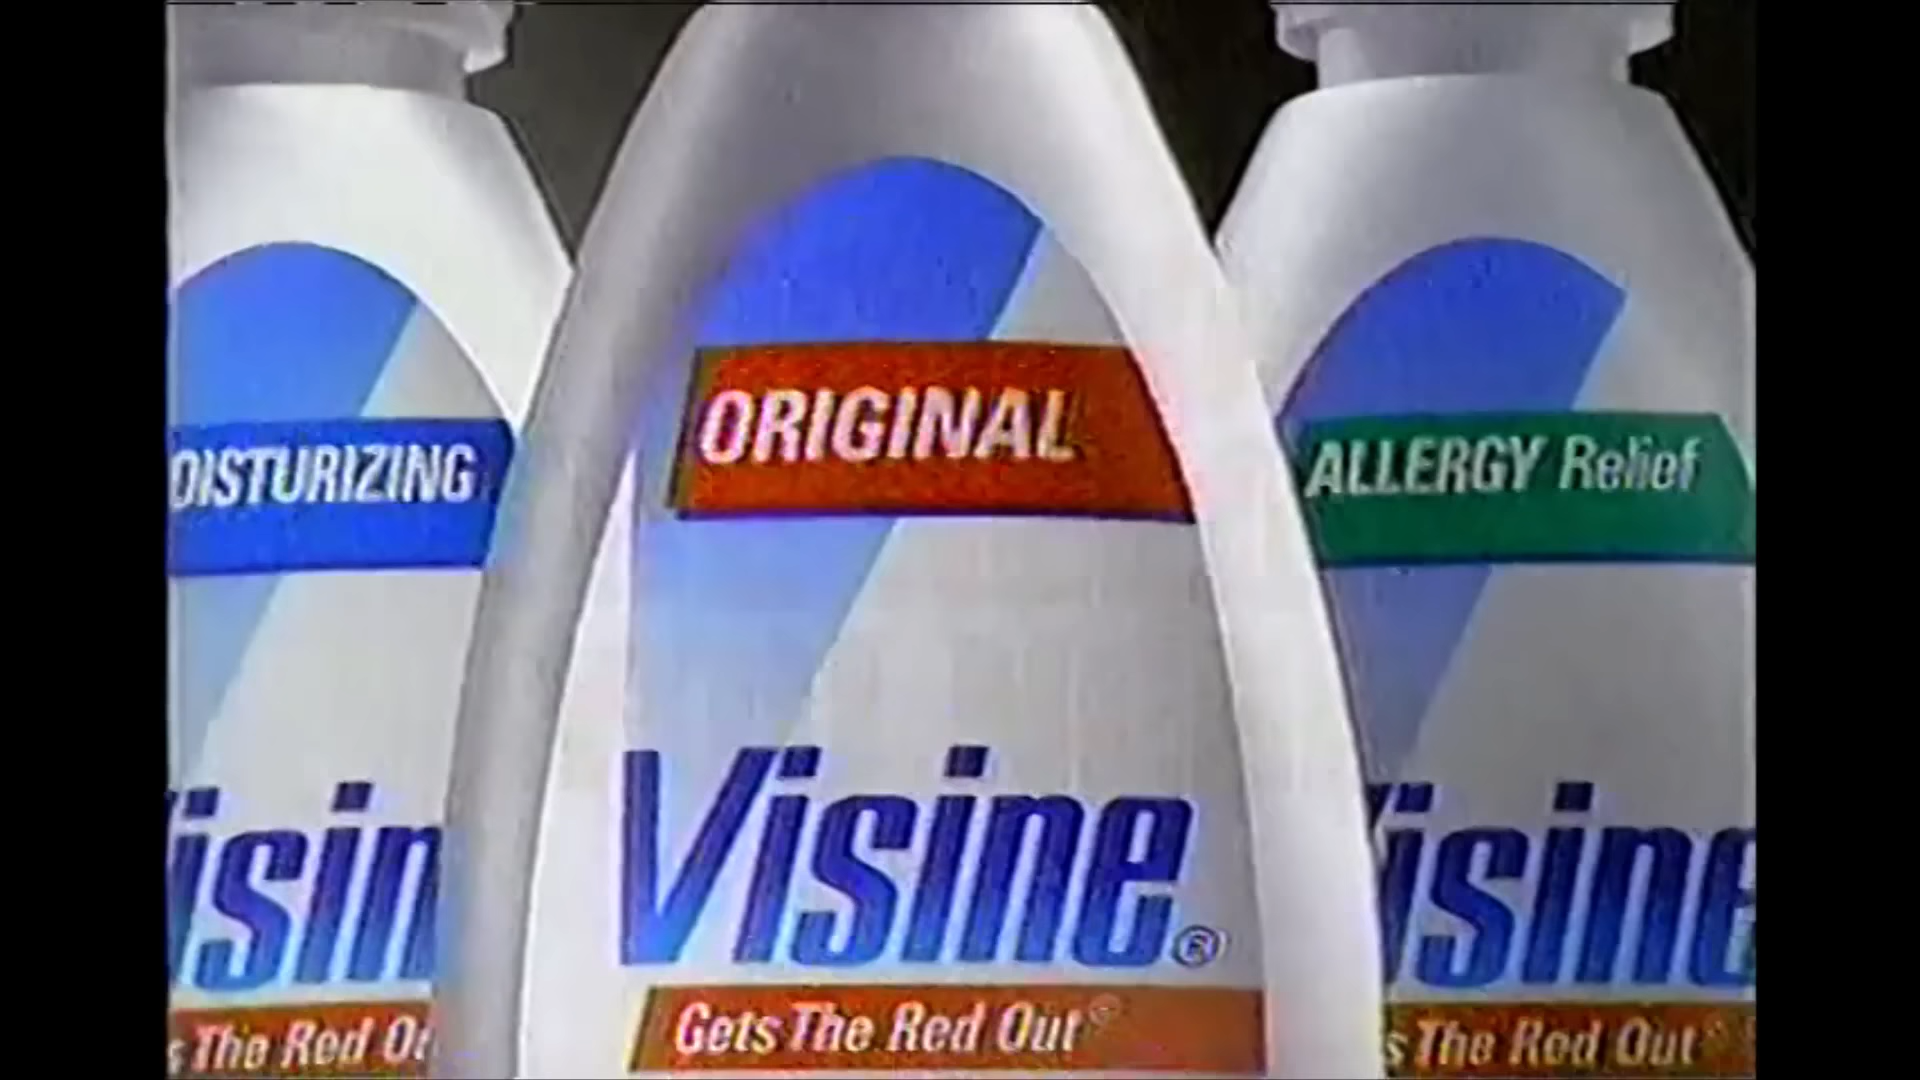 OISTURIZING
isin
s The Red Ou
ORIGINAL
Visine®
Gets The Red Out®
ALLERGY Relief
isine
s The Red Out